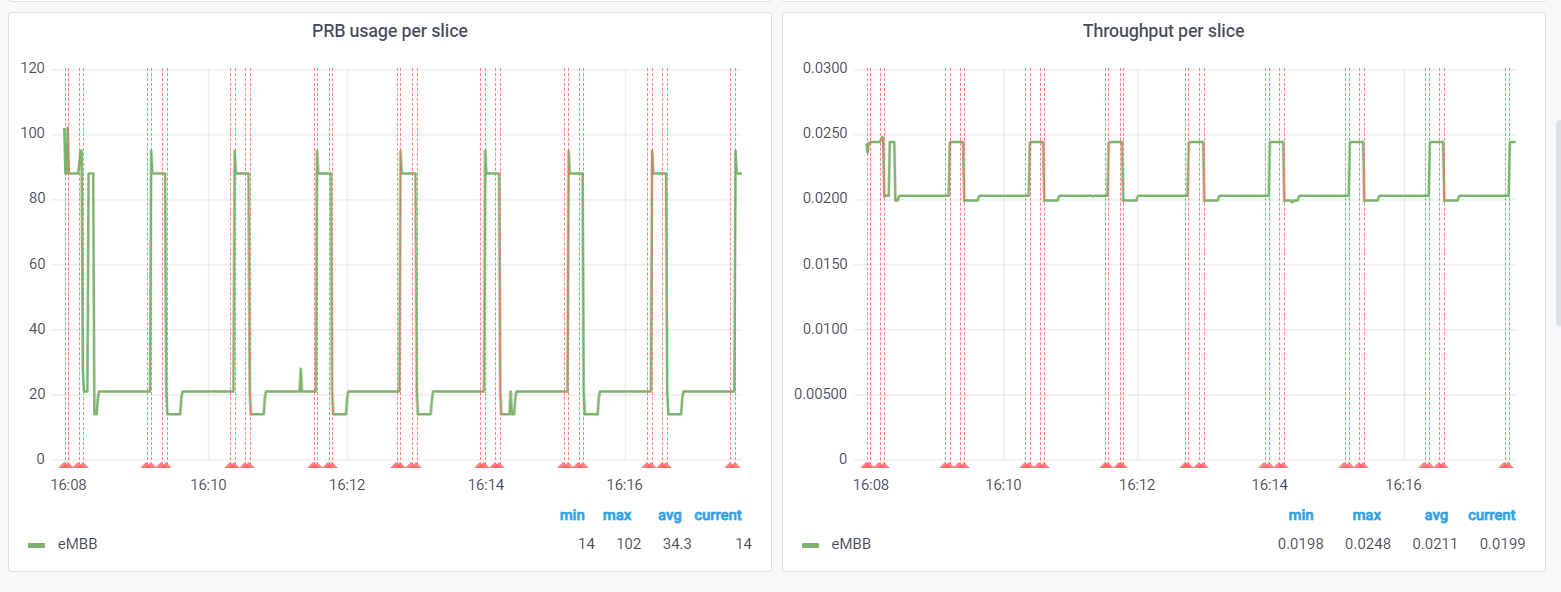 PRB usage per slice
120
100
80
60
40
20
0
16:08 16:10 16:12 16:14 16:16
min max avg current
eMBB 14 102 34.3 14
Throughput per slice
0.0300
0.0250
0.0200
0.0150
0.0100
0.00500
0
16:08 16:10 16:12 16:14 16:16
min max avg current
eMBB 0.0198 0.0248 0.0211 0.0199